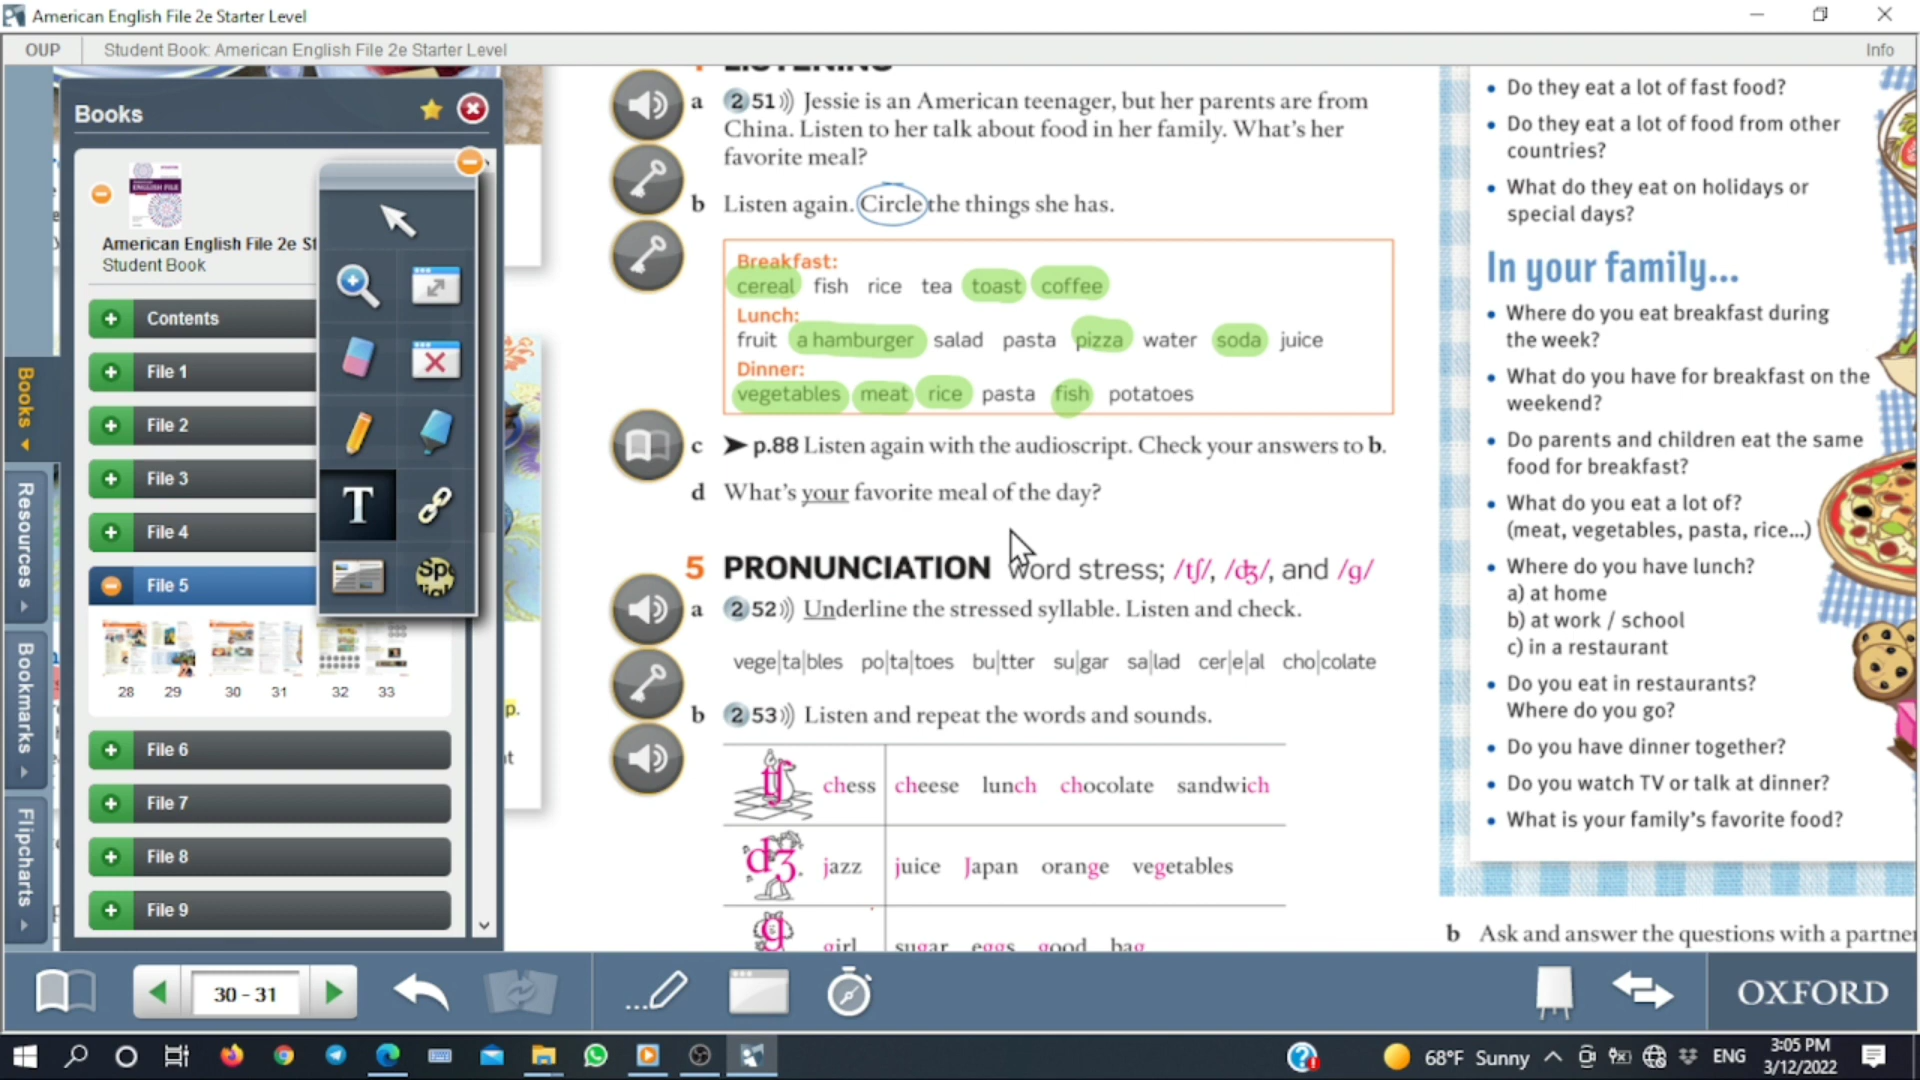 American English File 2e Starter Level
OUP
Student Book: American English File 2e Starter Level
Info
Books
American English File 2e St
Student Book
Contents
File 1
File 2
File 3
File 4
File 5
28 29 30 31 32 33
File 6
File 7
File 8
File 9
Books
Resources
Bookmarks
Flipcharts
T
LISTENING
a 2 51 Jessie is an American teenager, but her parents are from
China. Listen to her talk about food in her family. What's her
favorite meal?
b Listen again. Circle the things she has.
Breakfast:
cereal fish rice tea toast coffee
Lunch:
fruit a hamburger salad pasta pizza water soda juice
Dinner:
vegetables meat rice pasta fish potatoes
c ➤ p.88 Listen again with the audioscript. Check your answers to b.
d What's your favorite meal of the day?
5 PRONUNCIATION word stress; /tʃ/, /dʒ/, and /g/
a 2 52 Underline the stressed syllable. Listen and check.
vege|ta|bles po|ta|toes bu|tter su|gar sa|lad cer|e|al cho|colate
b 2 53 Listen and repeat the words and sounds.
tʃ chess cheese lunch chocolate sandwich
dʒ jazz juice Japan orange vegetables
g girl sugar eggs good bag
• Do they eat a lot of fast food?
• Do they eat a lot of food from other
countries?
• What do they eat on holidays or
special days?
In your family...
• Where do you eat breakfast during
the week?
• What do you have for breakfast on the
weekend?
• Do parents and children eat the same
food for breakfast?
• What do you eat a lot of?
(meat, vegetables, pasta, rice...)
• Where do you have lunch?
a) at home
b) at work / school
c) in a restaurant
• Do you eat in restaurants?
Where do you go?
• Do you have dinner together?
• Do you watch TV or talk at dinner?
• What is your family's favorite food?
b Ask and answer the questions with a partner
30 - 31
OXFORD
68°F Sunny
ENG
3:05 PM
3/12/2022